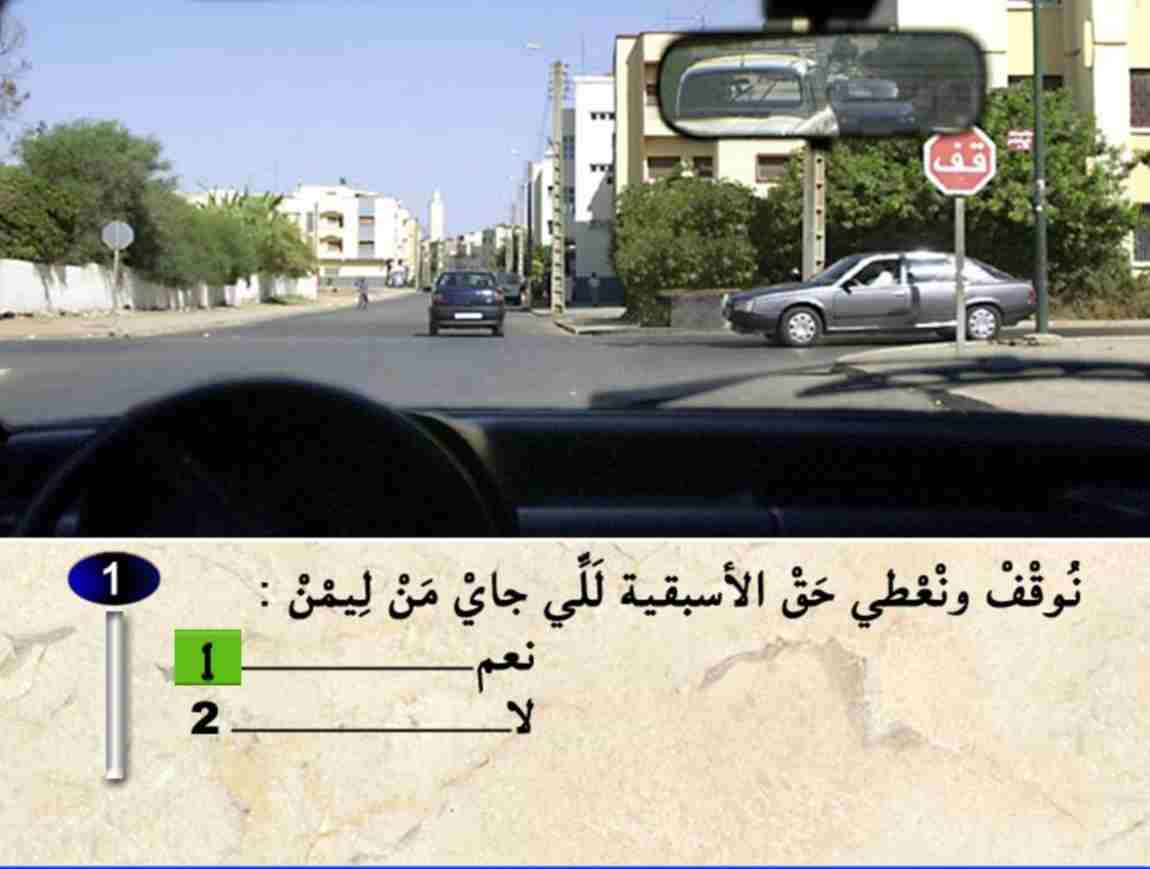 قف
1
نُوقْفْ ونْعْطي حَقْ الأسبقية لَلِّي جايْ مَنْ لِيمْنْ :
نعم 1
لا 2